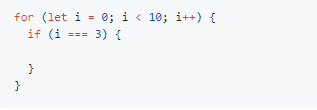 for (let i = 0; i < 10; i++) {
  if (i === 3) {

  }
}